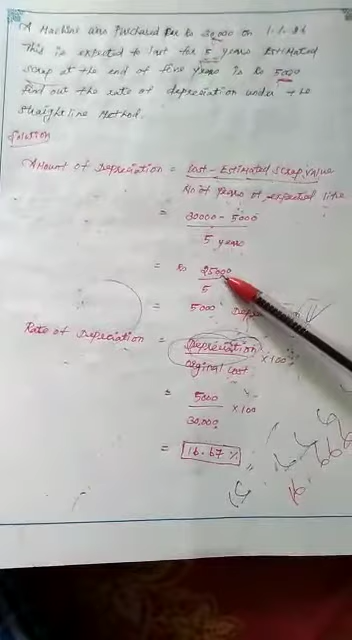 A Machine was Purchased for Rs 30000 on 1.1.
This is expected to last for 5 years Estimated
scrap at the end of five years is Rs 5000
find out the rate of depreciation under the
straight line Method.
Solution
Amount of Depreciation = Cost - Estimated Scrap value
No of years of expected life
= 30000 - 5000
5 years
= Rs 25000
5
= 5000
Rate of Depreciation = Depreciation × 100
Orginal Cost
= 5000 × 100
30,000
= 16.67 %